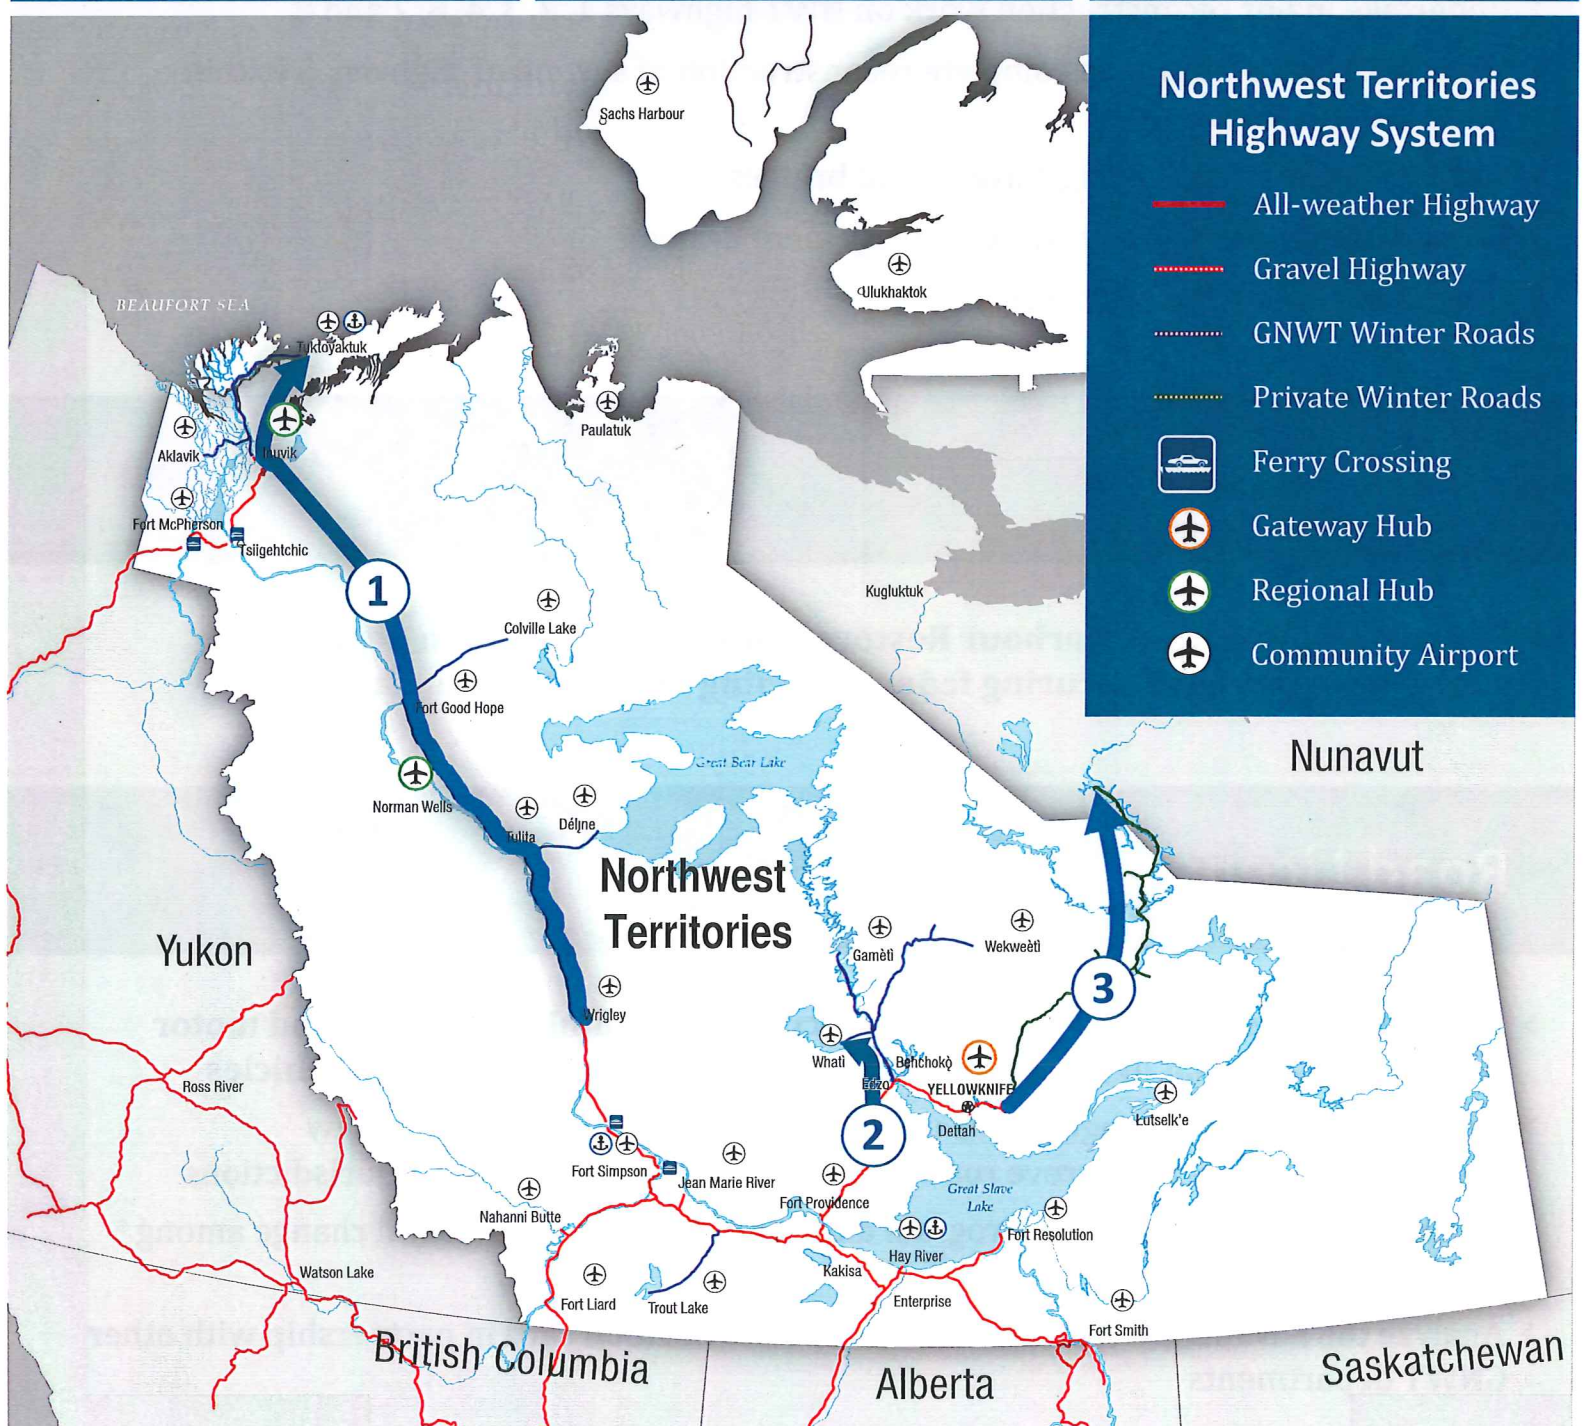 Northwest Territories
Highway System
All-weather Highway
Gravel Highway
GNWT Winter Roads
Private Winter Roads
Ferry Crossing
Gateway Hub
Regional Hub
Community Airport
Sachs Harbour
Ulukhaktok
BEAUFORT SEA
Tuktoyaktuk
Paulatuk
Aklavik
Inuvik
Fort McPherson
Tsiigehtchic
1
Kugluktuk
Colville Lake
Fort Good Hope
Nunavut
Great Bear Lake
Norman Wells
Tulita
Délįne
Northwest
Territories
Yukon
Gamètì
Wekweètì
3
Wrigley
Whatì
Behchokǫ̀
Edzo
YELLOWKNIFE
Ross River
Dettah
Łutselk'e
2
Fort Simpson
Jean Marie River
Fort Providence
Great Slave
Lake
Nahanni Butte
Hay River
Fort Resolution
Watson Lake
Kakisa
Fort Liard
Trout Lake
Enterprise
Fort Smith
British Columbia
Alberta
Saskatchewan